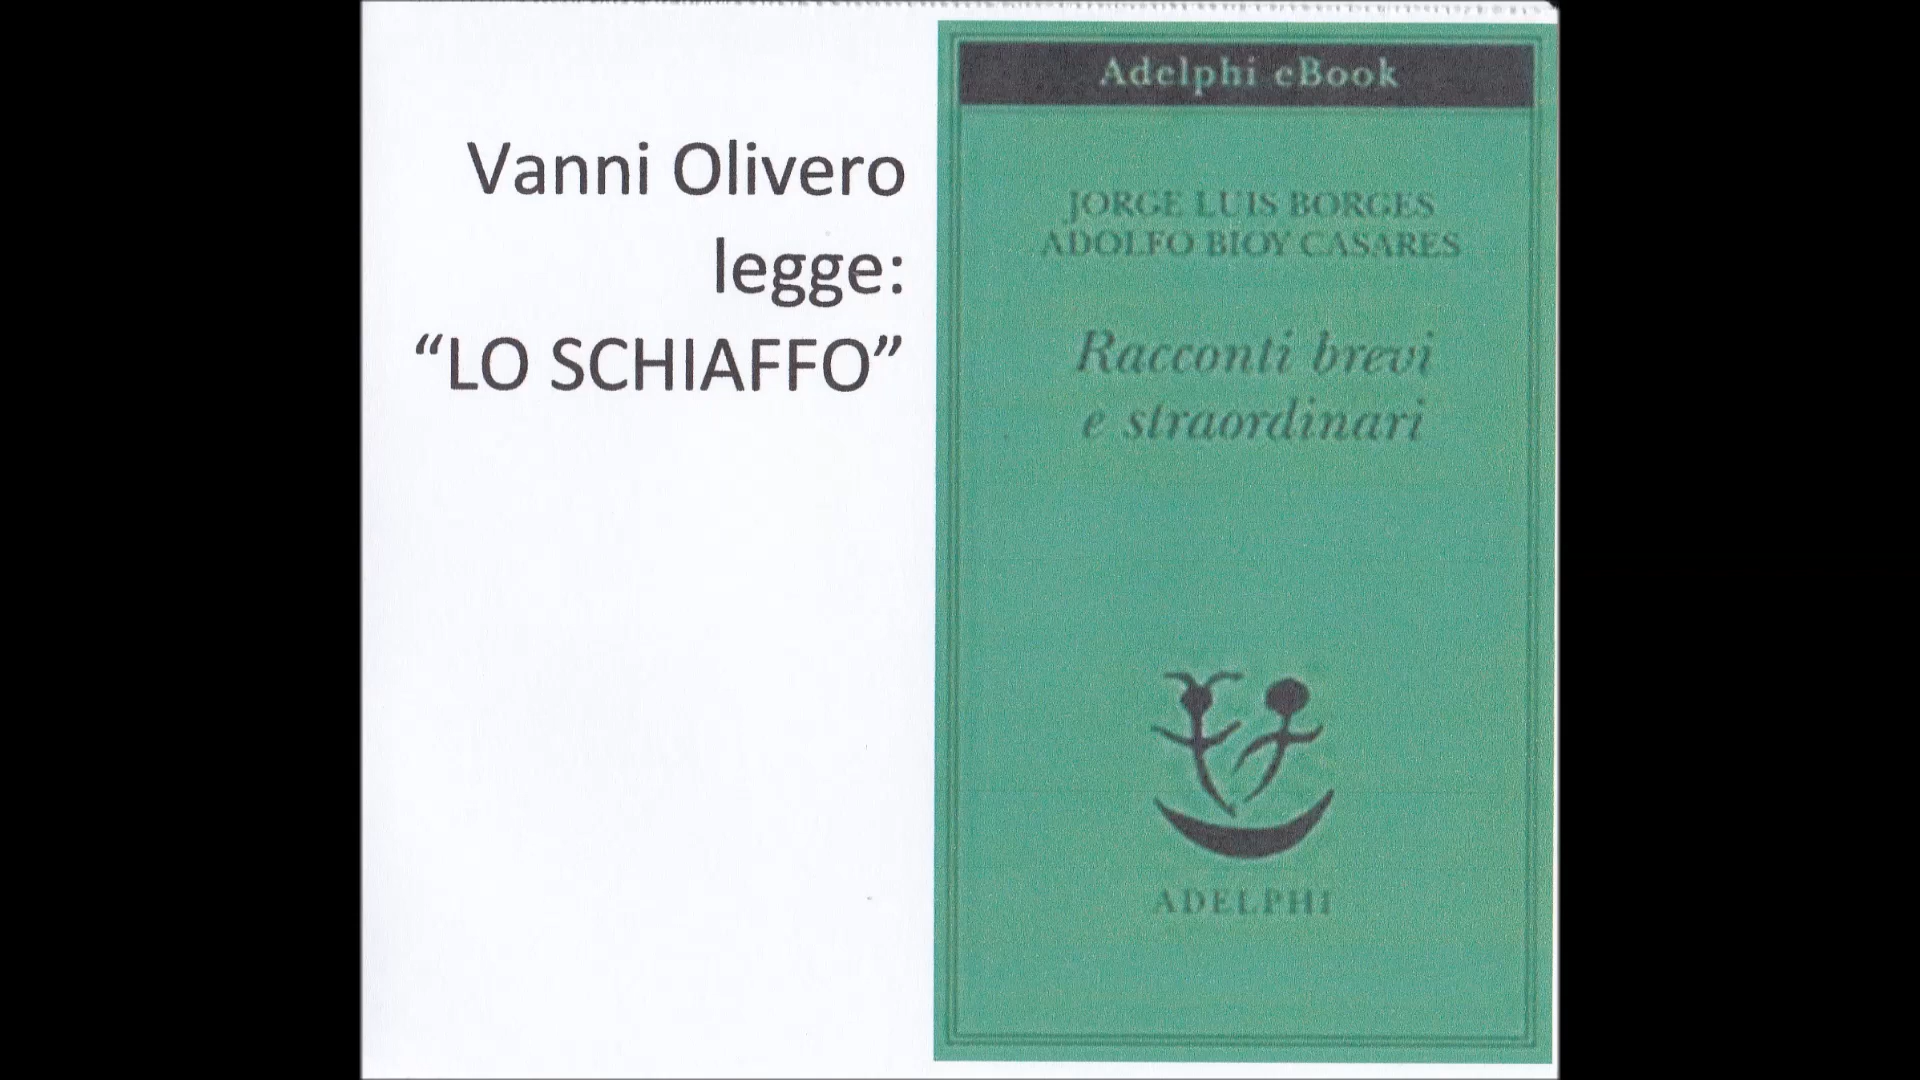 Vanni Olivero
legge:
“LO SCHIAFFO”
Adelphi eBook
JORGE LUIS BORGES
ADOLFO BIOY CASARES
Racconti brevi
e straordinari
ADELPHI